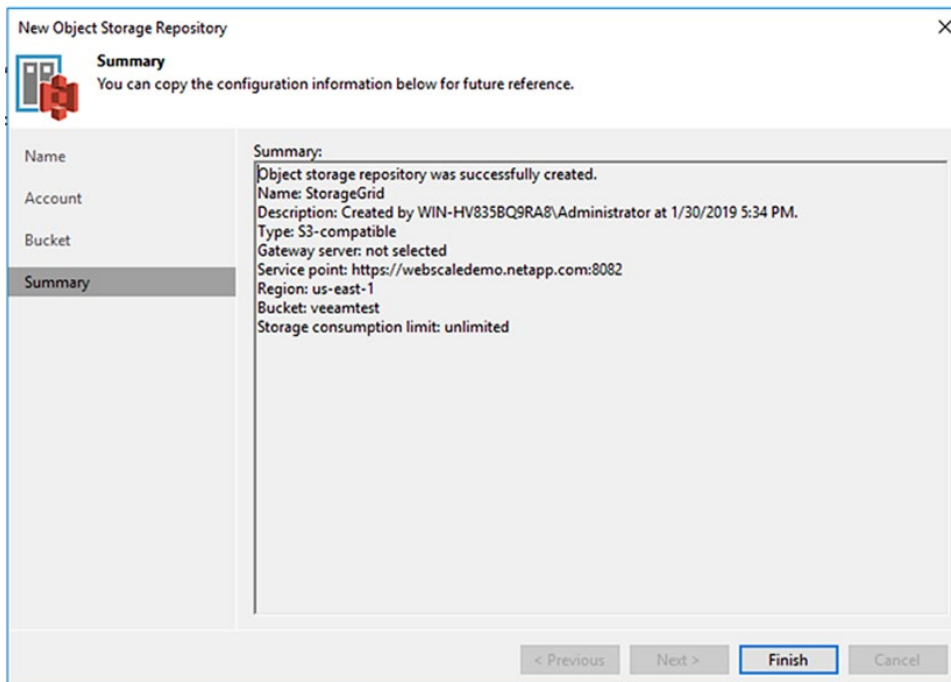 New Object Storage Repository
Summary
You can copy the configuration information below for future reference.
Name
Account
Bucket
Summary
Summary:
Object storage repository was successfully created.
Name: StorageGrid
Description: Created by WIN-HV835BQ9RA8\Administrator at 1/30/2019 5:34 PM.
Type: S3-compatible
Gateway server: not selected
Service point: https://webscaledemo.netapp.com:8082
Region: us-east-1
Bucket: veeamtest
Storage consumption limit: unlimited
< Previous
Next >
Finish
Cancel